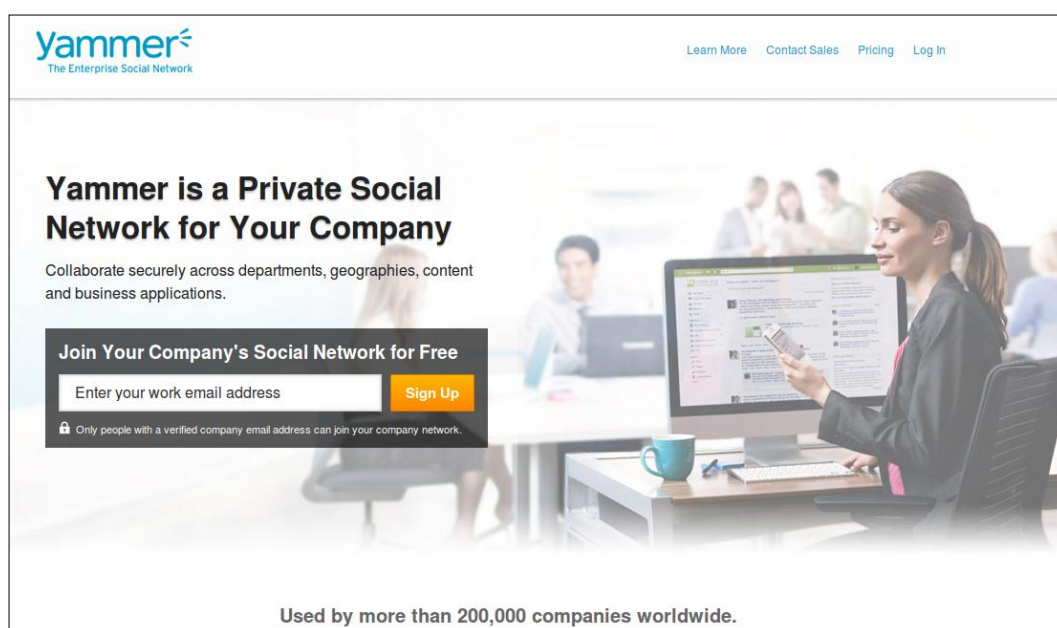 yammer
The Enterprise Social Network
Learn More Contact Sales Pricing Log In
Yammer is a Private Social
Network for Your Company
Collaborate securely across departments, geographies, content
and business applications.
Join Your Company's Social Network for Free
Enter your work email address Sign Up
Only people with a verified company email address can join your company network.
Used by more than 200,000 companies worldwide.